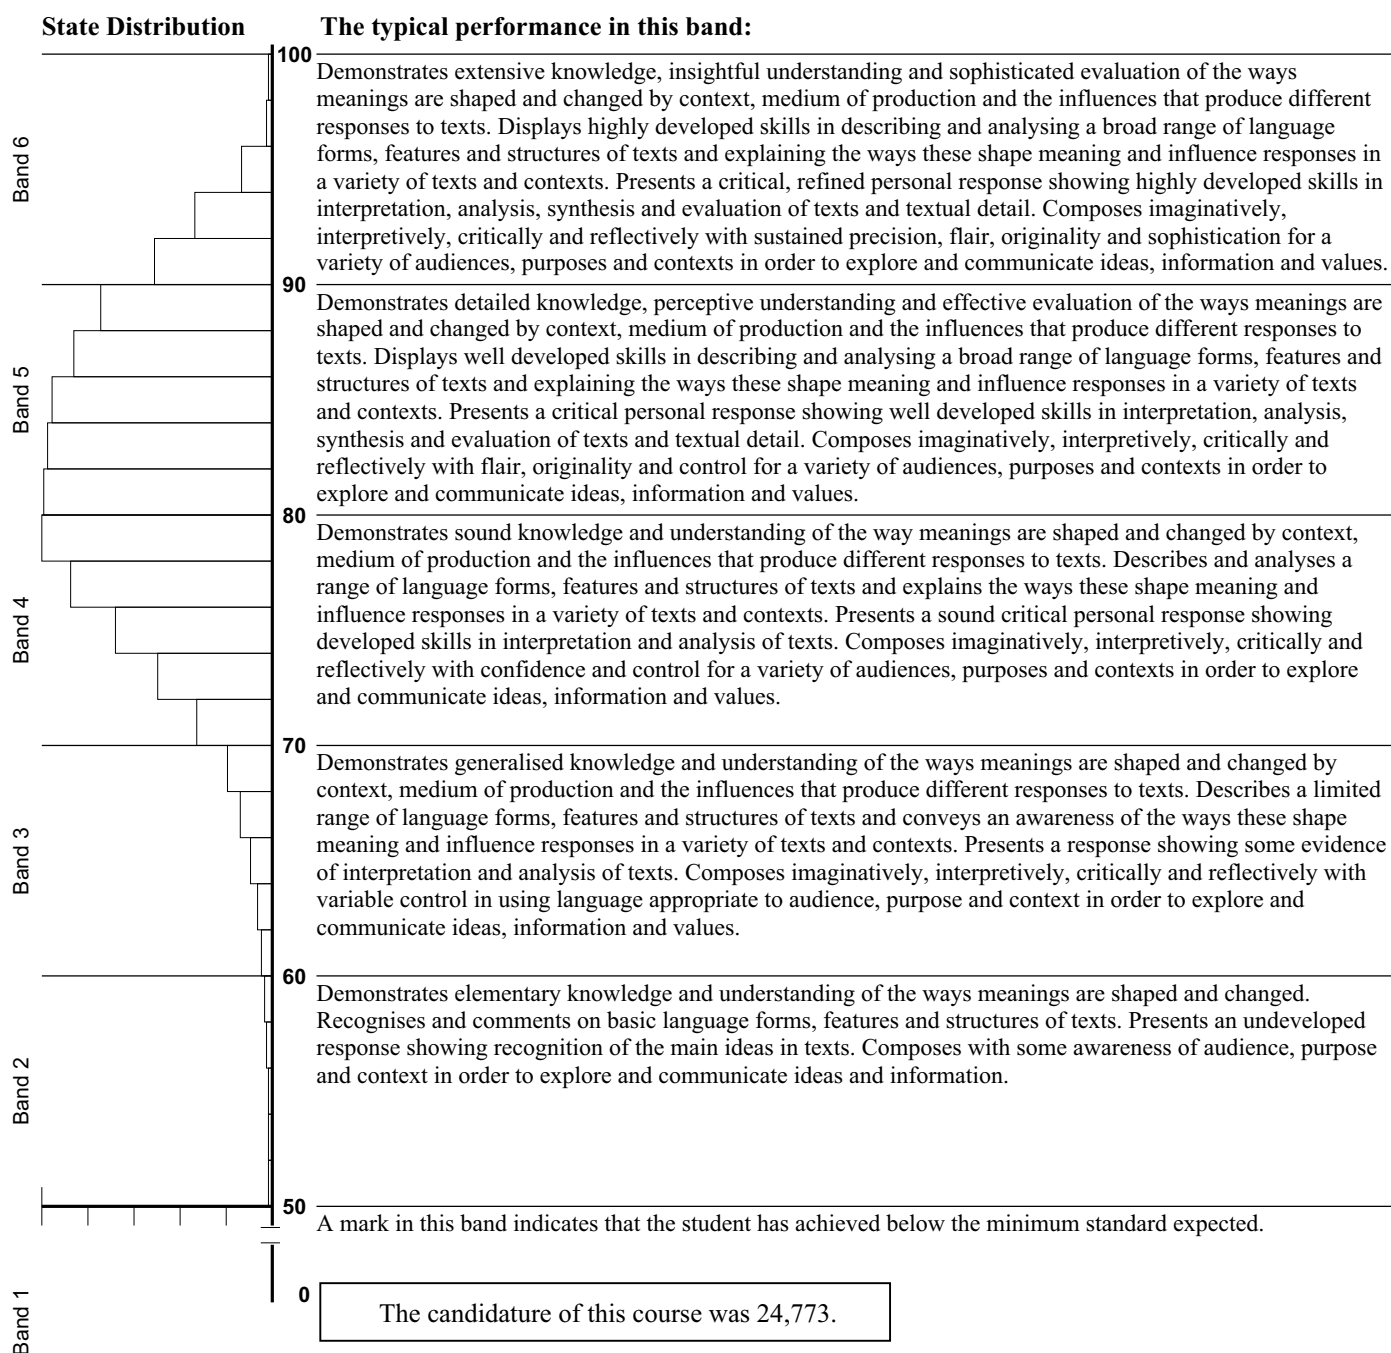 State Distribution
The typical performance in this band:
100
Band 6
Demonstrates extensive knowledge, insightful understanding and sophisticated evaluation of the ways
meanings are shaped and changed by context, medium of production and the influences that produce different
responses to texts. Displays highly developed skills in describing and analysing a broad range of language
forms, features and structures of texts and explaining the ways these shape meaning and influence responses in
a variety of texts and contexts. Presents a critical, refined personal response showing highly developed skills in
interpretation, analysis, synthesis and evaluation of texts and textual detail. Composes imaginatively,
interpretively, critically and reflectively with sustained precision, flair, originality and sophistication for a
variety of audiences, purposes and contexts in order to explore and communicate ideas, information and values.
90
Band 5
Demonstrates detailed knowledge, perceptive understanding and effective evaluation of the ways meanings are
shaped and changed by context, medium of production and the influences that produce different responses to
texts. Displays well developed skills in describing and analysing a broad range of language forms, features and
structures of texts and explaining the ways these shape meaning and influence responses in a variety of texts
and contexts. Presents a critical personal response showing well developed skills in interpretation, analysis,
synthesis and evaluation of texts and textual detail. Composes imaginatively, interpretively, critically and
reflectively with flair, originality and control for a variety of audiences, purposes and contexts in order to
explore and communicate ideas, information and values.
80
Band 4
Demonstrates sound knowledge and understanding of the way meanings are shaped and changed by context,
medium of production and the influences that produce different responses to texts. Describes and analyses a
range of language forms, features and structures of texts and explains the ways these shape meaning and
influence responses in a variety of texts and contexts. Presents a sound critical personal response showing
developed skills in interpretation and analysis of texts. Composes imaginatively, interpretively, critically and
reflectively with confidence and control for a variety of audiences, purposes and contexts in order to explore
and communicate ideas, information and values.
70
Band 3
Demonstrates generalised knowledge and understanding of the ways meanings are shaped and changed by
context, medium of production and the influences that produce different responses to texts. Describes a limited
range of language forms, features and structures of texts and conveys an awareness of the ways these shape
meaning and influence responses in a variety of texts and contexts. Presents a response showing some evidence
of interpretation and analysis of texts. Composes imaginatively, interpretively, critically and reflectively with
variable control in using language appropriate to audience, purpose and context in order to explore and
communicate ideas, information and values.
60
Band 2
Demonstrates elementary knowledge and understanding of the ways meanings are shaped and changed.
Recognises and comments on basic language forms, features and structures of texts. Presents an undeveloped
response showing recognition of the main ideas in texts. Composes with some awareness of audience, purpose
and context in order to explore and communicate ideas and information.
50
A mark in this band indicates that the student has achieved below the minimum standard expected.
Band 1
0
The candidature of this course was 24,773.